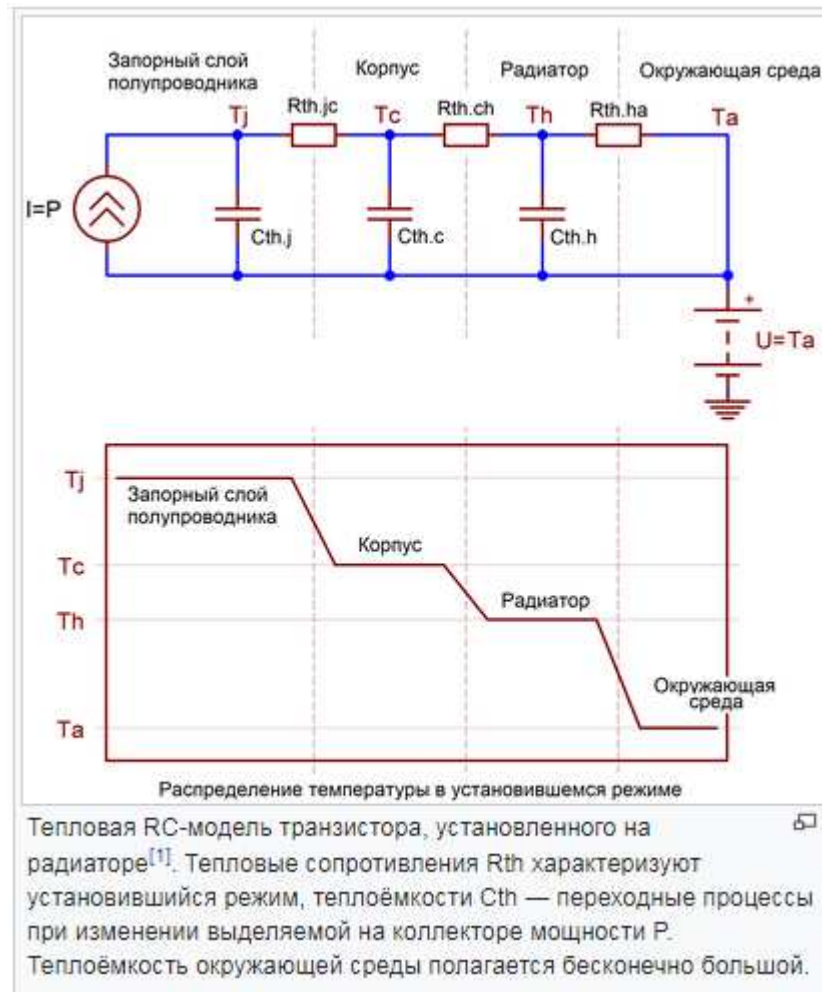 Запорный слой
полупроводника
Корпус
Радиатор
Окружающая среда
Tj
Rth.jc
Tc
Rth.ch
Th
Rth.ha
Ta
I=P
Cth.j
Cth.c
Cth.h
+
U=Ta
Tj
Запорный слой
полупроводника
Tc
Корпус
Th
Радиатор
Окружающая
среда
Ta
Распределение температуры в установившемся режиме
Тепловая RC-модель транзистора, установленного на
радиаторе[1]. Тепловые сопротивления Rth характеризуют
установившийся режим, теплоёмкости Cth — переходные процессы
при изменении выделяемой на коллекторе мощности P.
Теплоёмкость окружающей среды полагается бесконечно большой.